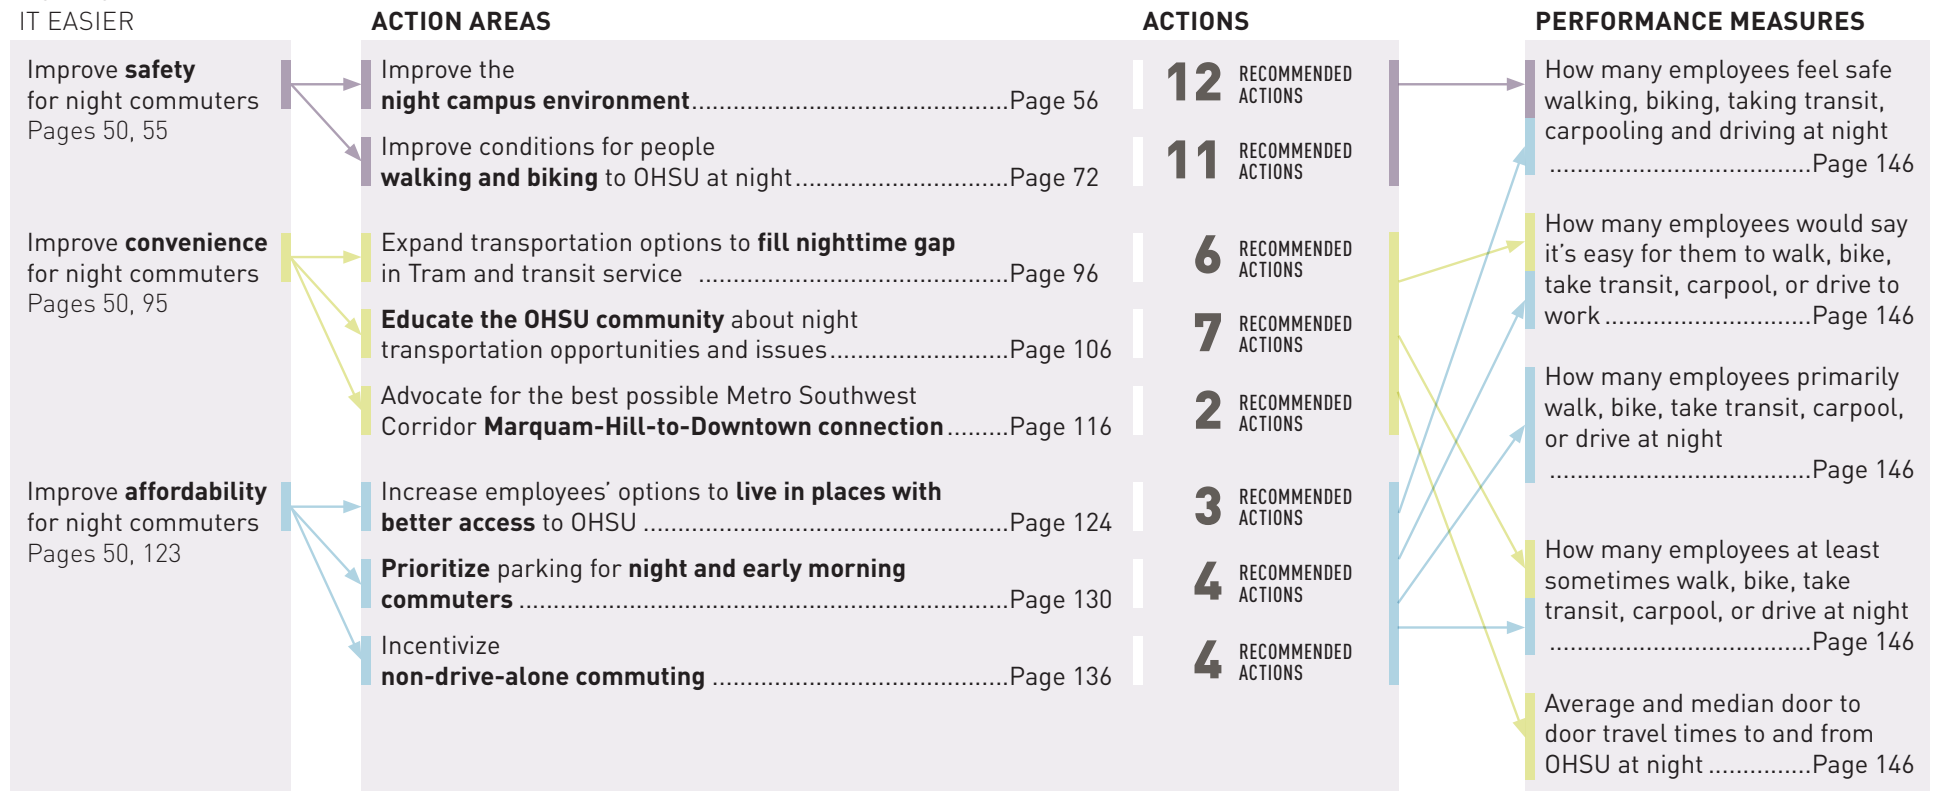 IT EASIER
Improve safety
for night commuters
Pages 50, 55
Improve convenience
for night commuters
Pages 50, 95
Improve affordability
for night commuters
Pages 50, 123
ACTION AREAS
Improve the
night campus environment..............................................Page 56
Improve conditions for people
walking and biking to OHSU at night...............................Page 72
Expand transportation options to fill nighttime gap
in Tram and transit service .............................................Page 96
Educate the OHSU community about night
transportation opportunities and issues..........................Page 106
Advocate for the best possible Metro Southwest
Corridor Marquam-Hill-to-Downtown connection.........Page 116
Increase employees’ options to live in places with
better access to OHSU .....................................................Page 124
Prioritize parking for night and early morning
commuters .......................................................................Page 130
Incentivize
non-drive-alone commuting ...........................................Page 136
ACTIONS
12 RECOMMENDED
ACTIONS
11 RECOMMENDED
ACTIONS
6 RECOMMENDED
ACTIONS
7 RECOMMENDED
ACTIONS
2 RECOMMENDED
ACTIONS
3 RECOMMENDED
ACTIONS
4 RECOMMENDED
ACTIONS
4 RECOMMENDED
ACTIONS
PERFORMANCE MEASURES
How many employees feel safe
walking, biking, taking transit,
carpooling and driving at night
......................................Page 146
How many employees would say
it’s easy for them to walk, bike,
take transit, carpool, or drive to
work..............................Page 146
How many employees primarily
walk, bike, take transit, carpool,
or drive at night
......................................Page 146
How many employees at least
sometimes walk, bike, take
transit, carpool, or drive at night
......................................Page 146
Average and median door to
door travel times to and from
OHSU at night ...............Page 146